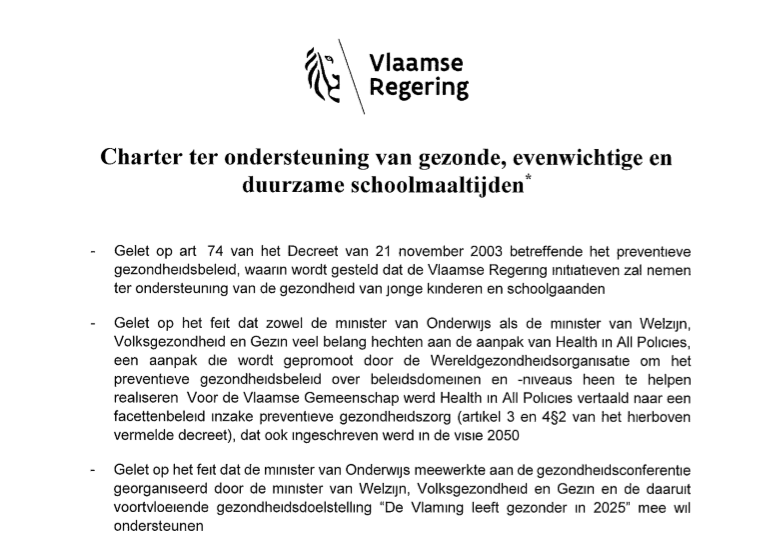 Vlaamse
Regering
Charter ter ondersteuning van gezonde, evenwichtige en
duurzame schoolmaaltijden*
- Gelet op art 74 van het Decreet van 21 november 2003 betreffende het preventieve
gezondheidsbeleid, waarin wordt gesteld dat de Vlaamse Regering initiatieven zal nemen
ter ondersteuning van de gezondheid van jonge kinderen en schoolgaanden
- Gelet op het feit dat zowel de minister van Onderwijs als de minister van Welzijn,
Volksgezondheid en Gezin veel belang hechten aan de aanpak van Health in All Policies,
een aanpak die wordt gepromoot door de Wereldgezondheidsorganisatie om het
preventieve gezondheidsbeleid over beleidsdomeinen en -niveaus heen te helpen
realiseren Voor de Vlaamse Gemeenschap werd Health in All Policies vertaald naar een
facettenbeleid inzake preventieve gezondheidszorg (artikel 3 en 4§2 van het hierboven
vermelde decreet), dat ook ingeschreven werd in de visie 2050
- Gelet op het feit dat de minister van Onderwijs meewerkte aan de gezondheidsconferentie
georganiseerd door de minister van Welzijn, Volksgezondheid en Gezin en de daaruit
voortvloeiende gezondheidsdoelstelling “De Vlaming leeft gezonder in 2025” mee wil
ondersteunen